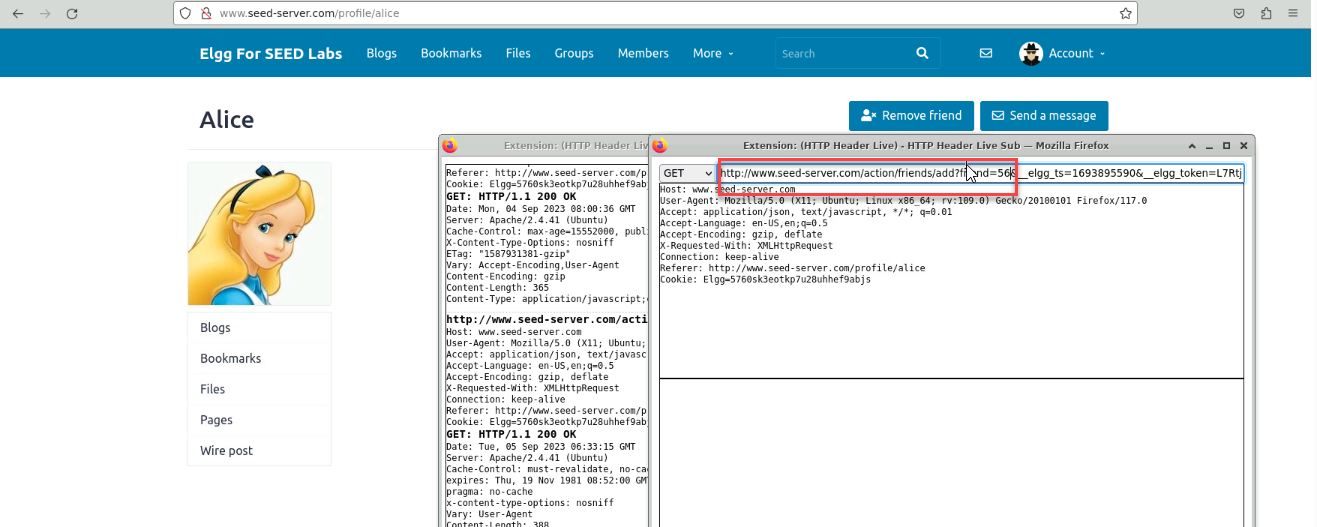 www.seed-server.com/profile/alice
Elgg For SEED Labs Blogs Bookmarks Files Groups Members More Search Account
Alice
Remove friend Send a message
Blogs
Bookmarks
Files
Pages
Wire post
Extension: (HTTP Header Liv
Referer: http://www.seed-server.com/p
Cookie: Elgg=5760sk3eotkp7u28uhhef9ab
GET: HTTP/1.1 200 OK
Date: Mon, 04 Sep 2023 08:00:36 GMT
Server: Apache/2.4.41 (Ubuntu)
Cache-Control: max-age=15552000, publ
X-Content-Type-Options: nosniff
ETag: "1587931381-gzip"
Vary: Accept-Encoding,User-Agent
Content-Encoding: gzip
Content-Length: 365
Content-Type: application/javascript;
http://www.seed-server.com/acti
Host: www.seed-server.com
User-Agent: Mozilla/5.0 (X11; Ubuntu;
Accept: application/json, text/javasc
Accept-Language: en-US,en;q=0.5
Accept-Encoding: gzip, deflate
X-Requested-With: XMLHttpRequest
Connection: keep-alive
Referer: http://www.seed-server.com/p
Cookie: Elgg=5760sk3eotkp7u28uhhef9ab
GET: HTTP/1.1 200 OK
Date: Tue, 05 Sep 2023 06:33:15 GMT
Server: Apache/2.4.41 (Ubuntu)
Cache-Control: must-revalidate, no-ca
expires: Thu, 19 Nov 1981 08:52:00 GM
pragma: no-cache
x-content-type-options: nosniff
Vary: User-Agent
Content-Length: 388
Extension: (HTTP Header Live) - HTTP Header Live Sub — Mozilla Firefox
GET http://www.seed-server.com/action/friends/add?friend=56&__elgg_ts=1693895590&__elgg_token=L7Rtj
Host: www.seed-server.com
User-Agent: Mozilla/5.0 (X11; Ubuntu; Linux x86_64; rv:109.0) Gecko/20100101 Firefox/117.0
Accept: application/json, text/javascript, */*; q=0.01
Accept-Language: en-US,en;q=0.5
Accept-Encoding: gzip, deflate
X-Requested-With: XMLHttpRequest
Connection: keep-alive
Referer: http://www.seed-server.com/profile/alice
Cookie: Elgg=5760sk3eotkp7u28uhhef9abjs